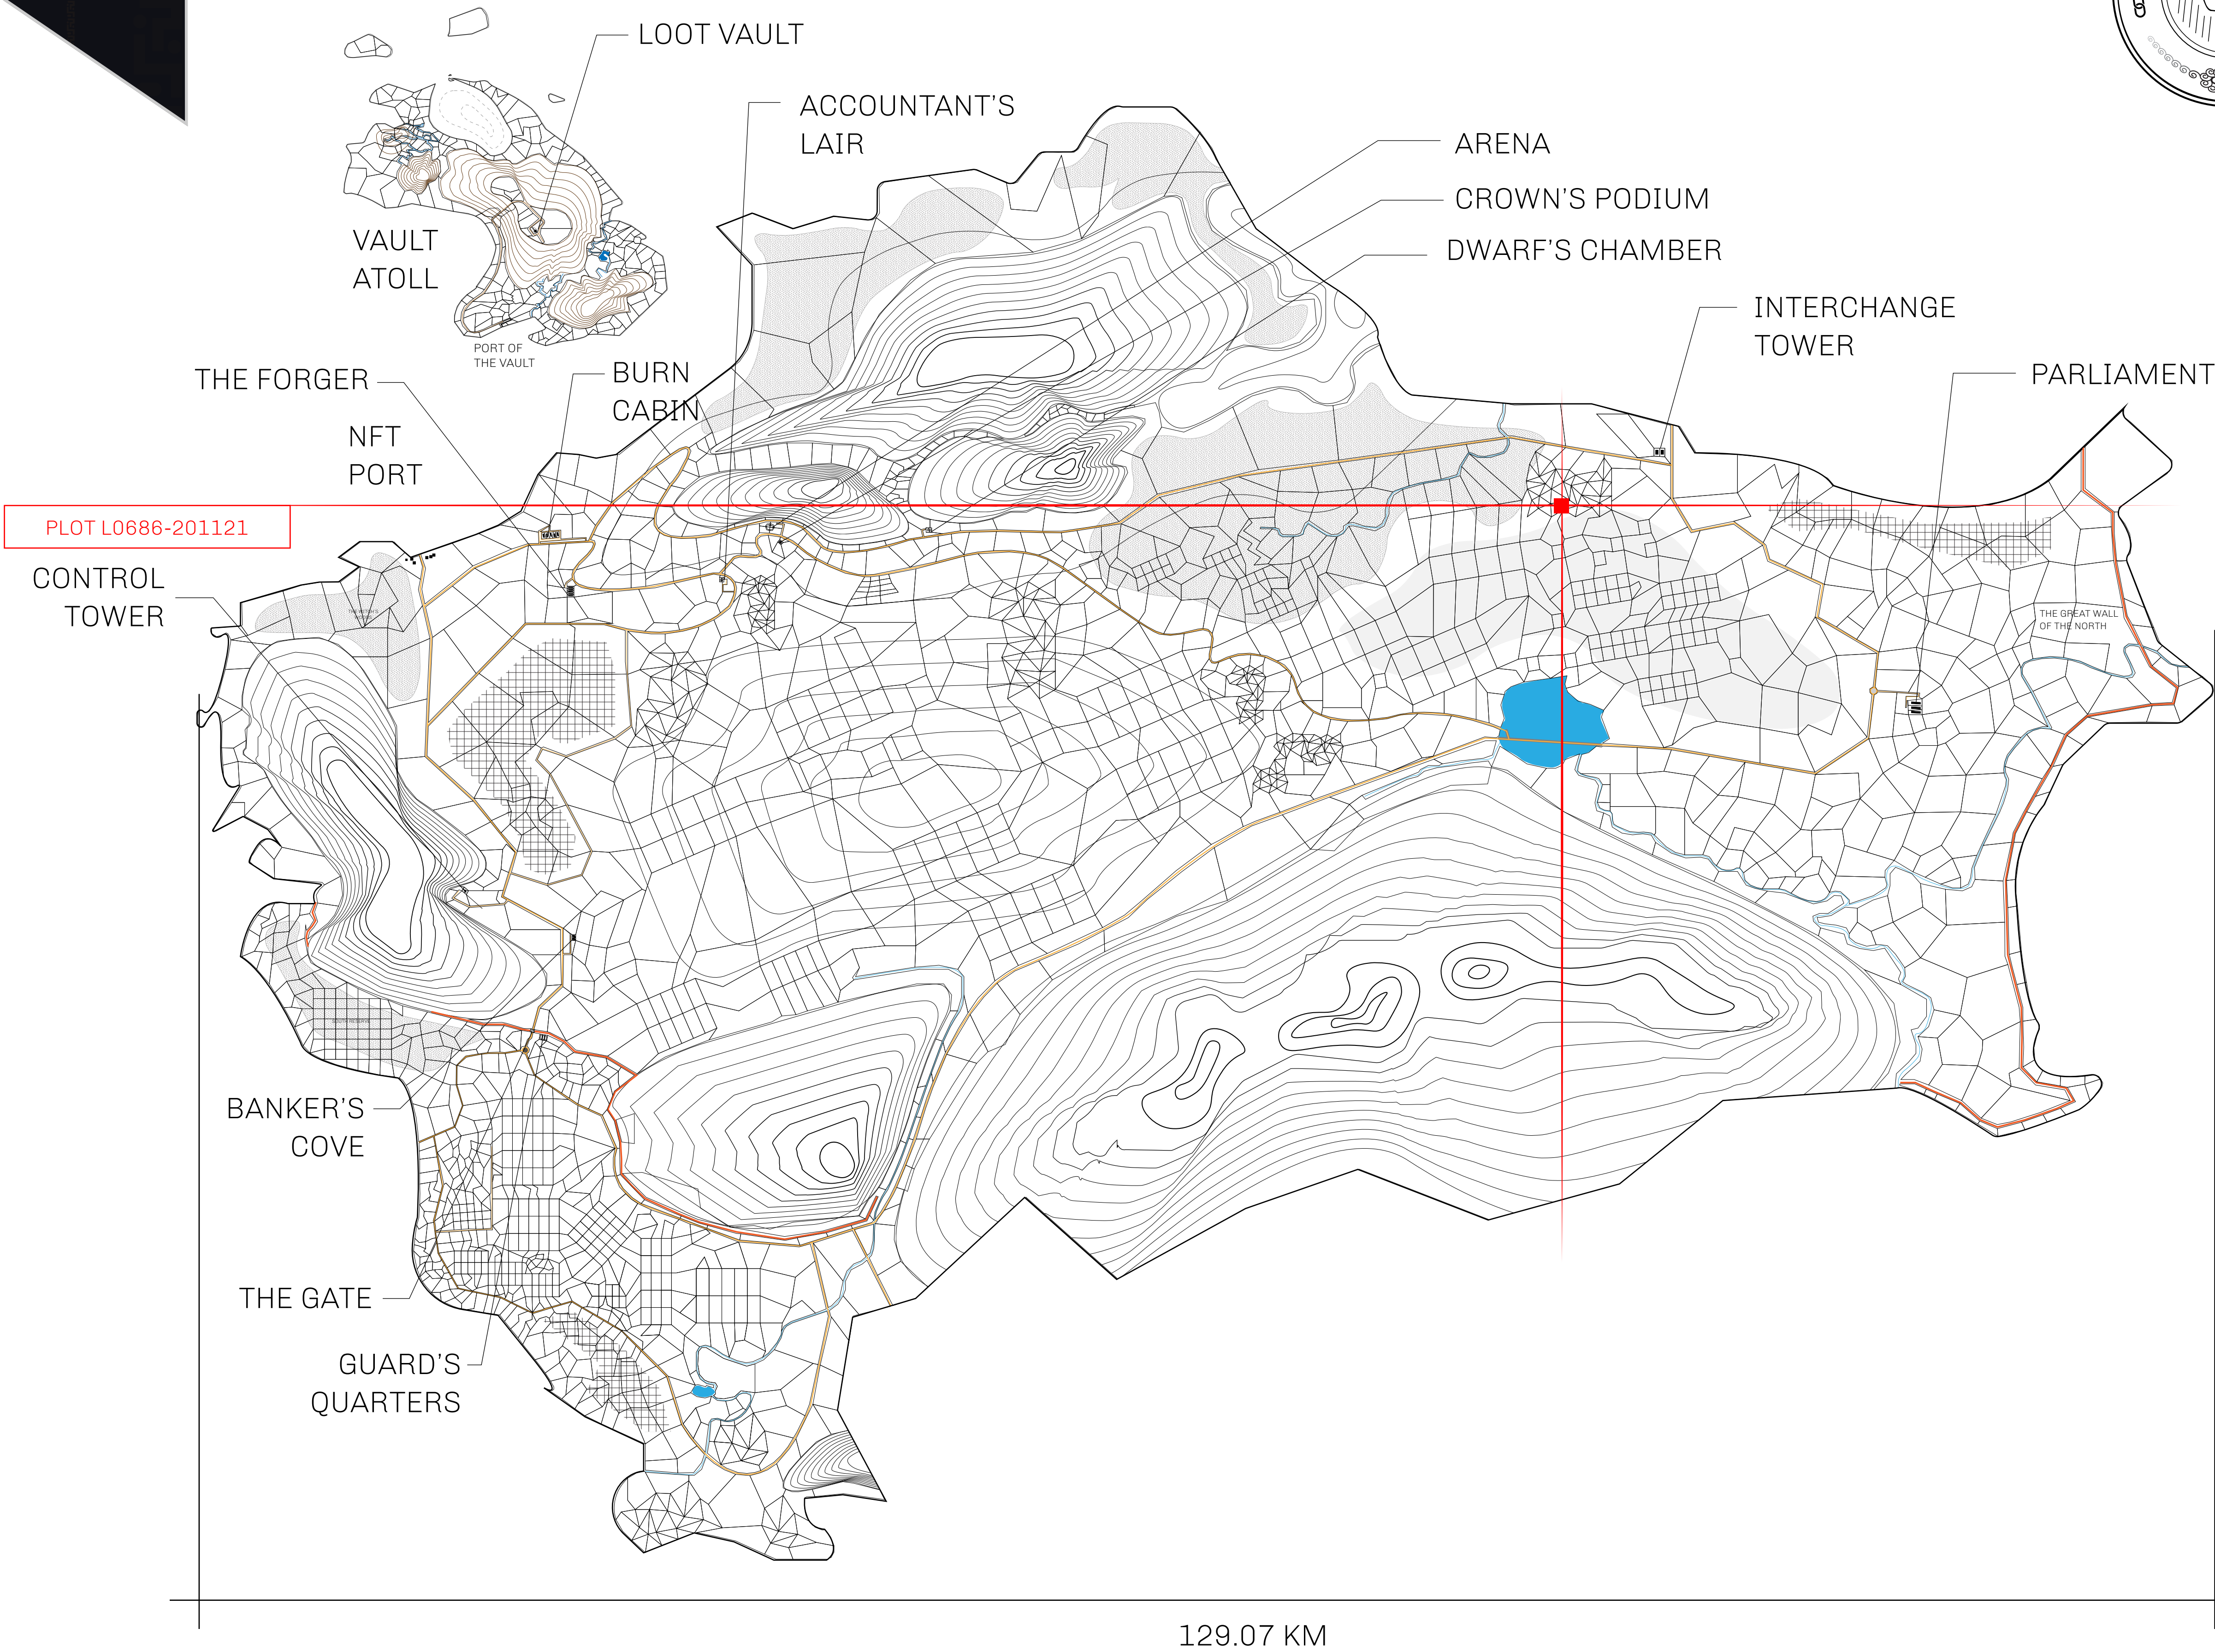 LOOT VAULT
ACCOUNTANT'S
LAIR
ARENA
CROWN'S PODIUM
DWARF'S CHAMBER
VAULT
ATOLL
INTERCHANGE
TOWER
PORT OF
THE VAULT
THE FORGER
BURN
CABIN
PARLIAMENT
NFT
PORT
PLOT L0686-201121
CONTROL
TOWER
THE GREAT WALL
OF THE NORTH
BANKER'S
COVE
THE GATE
GUARD'S
QUARTERS
129.07 KM